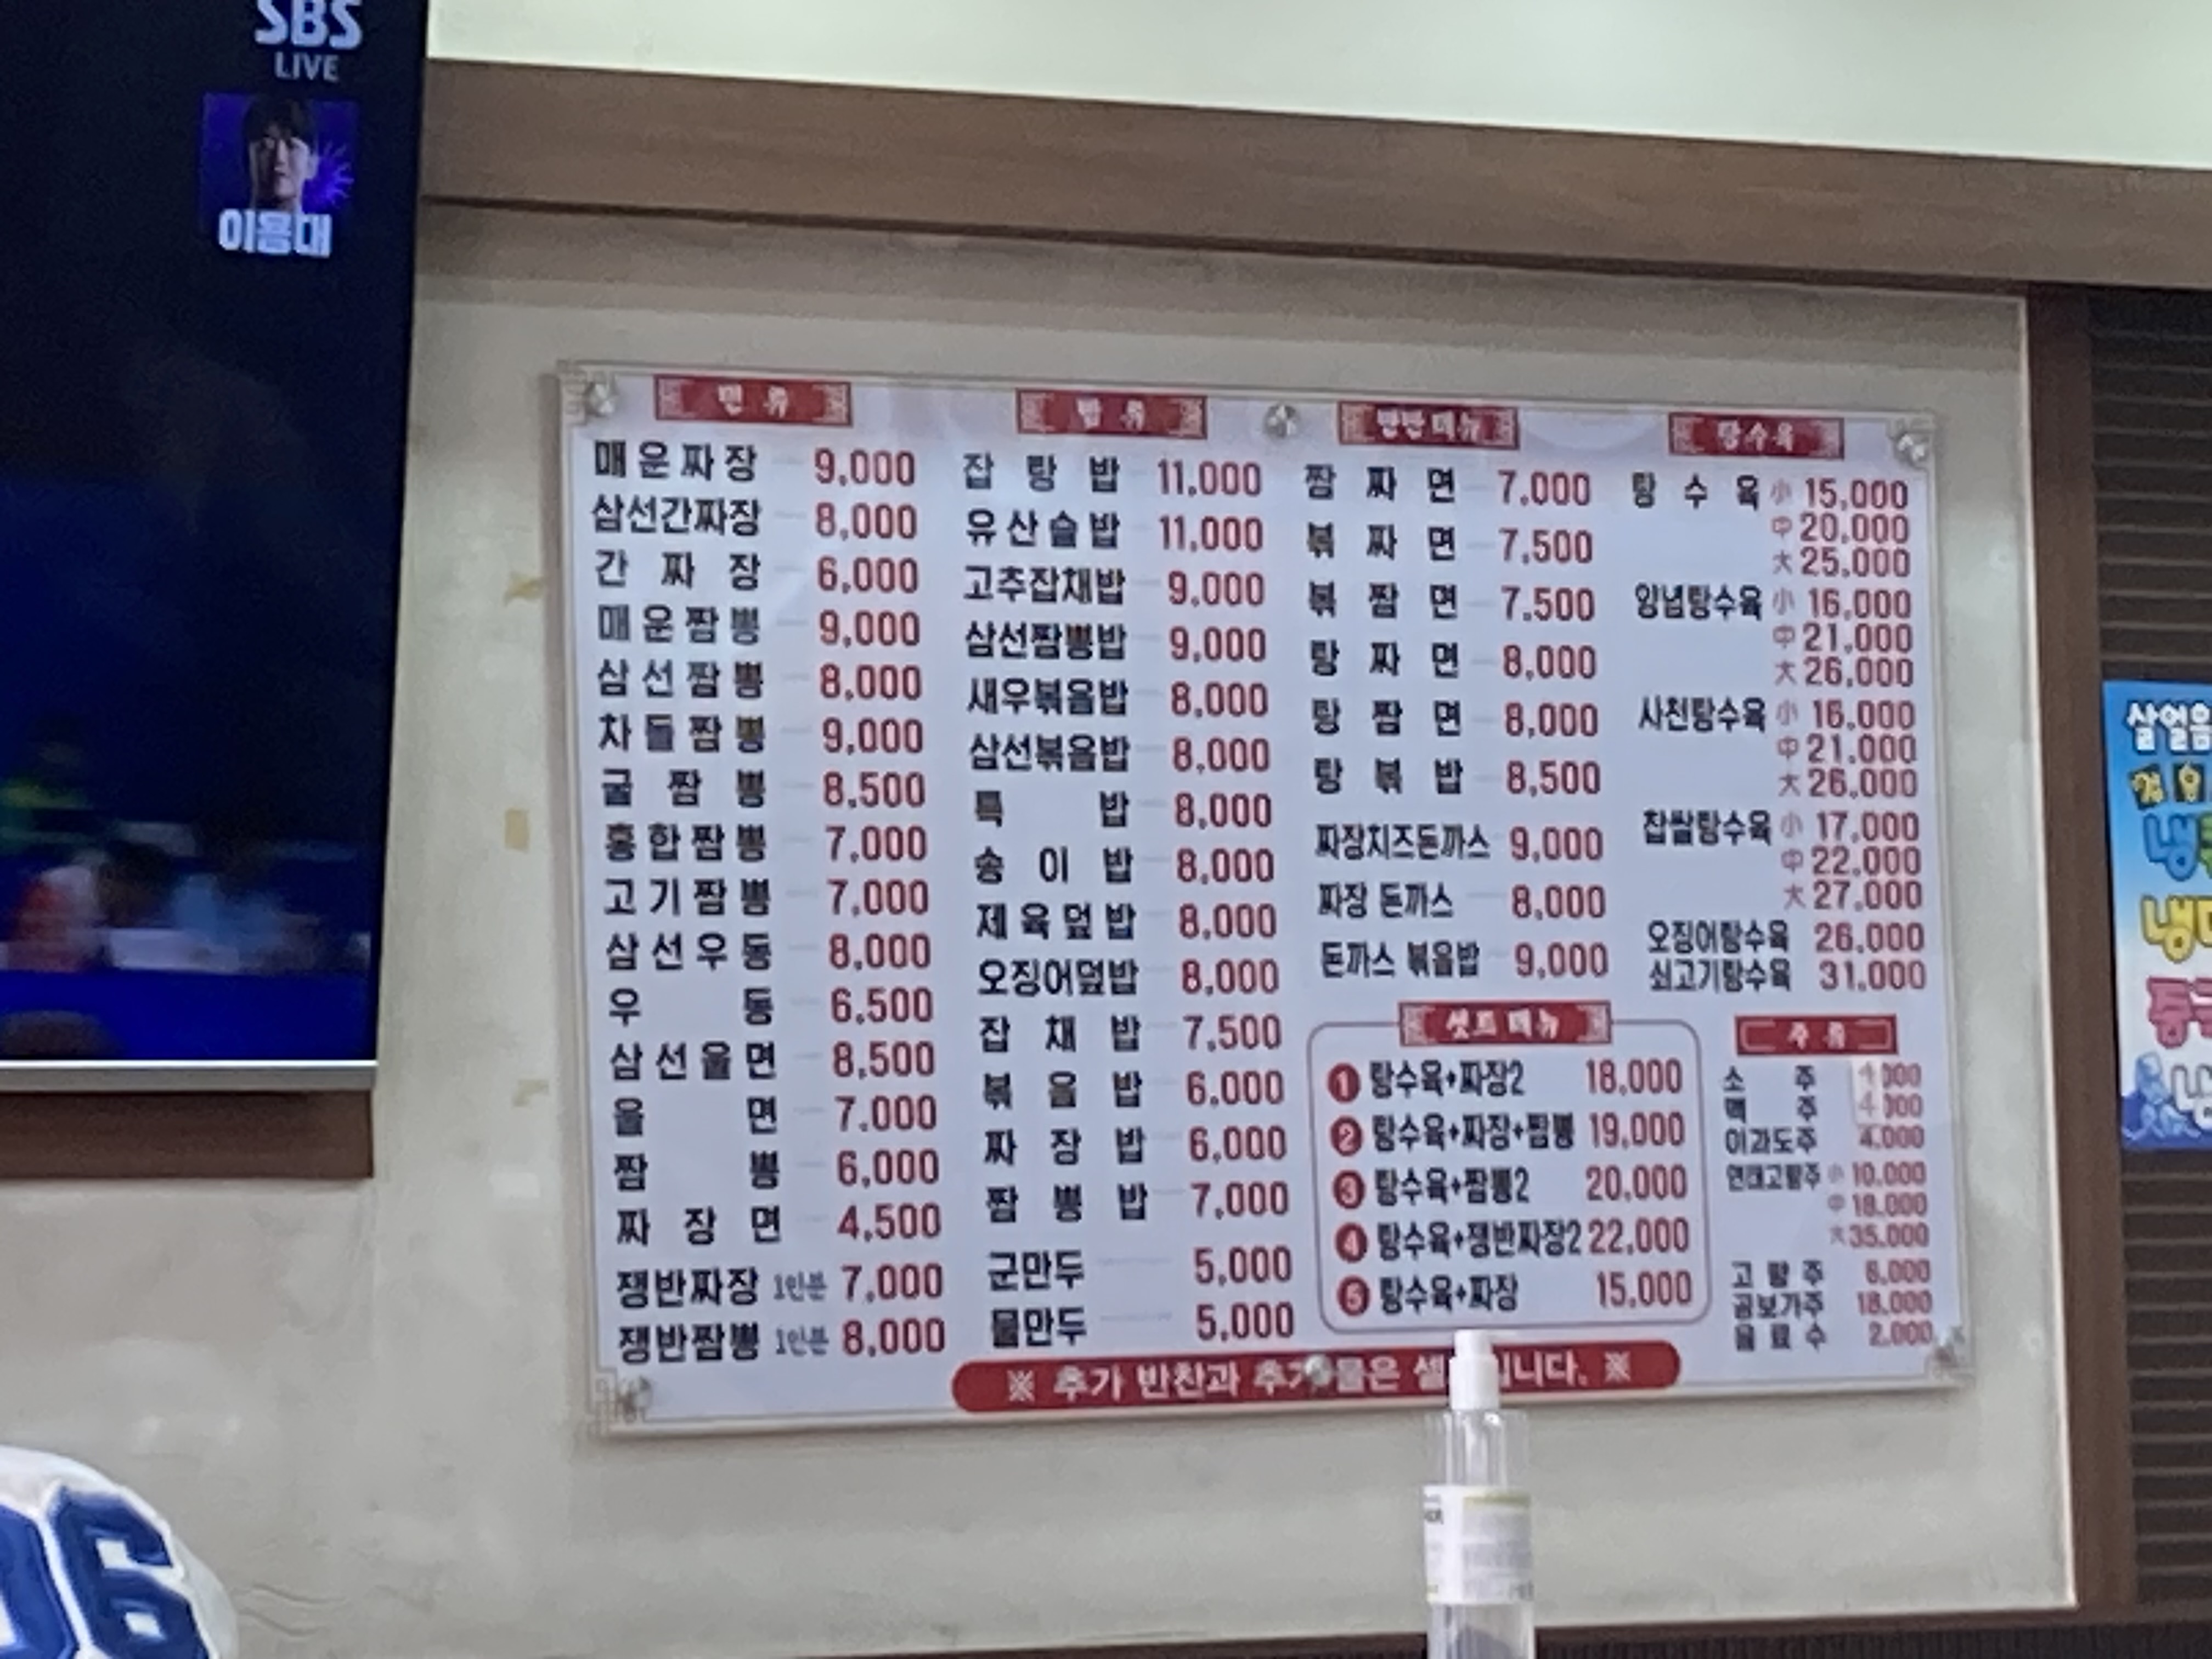 SBS
LIVE
이용대
면류
매운짜장 9,000
삼선간짜장 8,000
간짜장 6,000
매운짬뽕 9,000
삼선짬뽕 8,000
차돌짬뽕 9,000
굴짬뽕 8,500
홍합짬뽕 7,000
고기짬뽕 7,000
삼선우동 8,000
우동 6,500
삼선울면 8,500
울면 7,000
짬뽕 6,000
짜장면 4,500
쟁반짜장 1인분 7,000
쟁반짬뽕 1인분 8,000
밥류
잡탕밥 11,000
유산슬밥 11,000
고추잡채밥 9,000
삼선짬뽕밥 9,000
새우볶음밥 8,000
삼선볶음밥 8,000
특밥 8,000
송이밥 8,000
제육덮밥 8,000
오징어덮밥 8,000
잡채밥 7,500
볶음밥 6,000
짜장밥 6,000
짬뽕밥 7,000
군만두 5,000
물만두 5,000
반반메뉴
짬짜면 7,000
볶짜면 7,500
볶짬면 7,500
탕짜면 8,000
탕짬면 8,000
탕볶밥 8,500
짜장치즈돈까스 9,000
짜장 돈까스 8,000
돈까스 볶음밥 9,000
셋트메뉴
1 탕수육+짜장2 18,000
2 탕수육+짜장+짬뽕 19,000
3 탕수육+짬뽕2 20,000
4 탕수육+쟁반짜장2 22,000
5 탕수육+짜장 15,000
탕수육
탕수육 小 15,000
中 20,000
大 25,000
양념탕수육 小 16,000
中 21,000
大 26,000
사천탕수육 小 16,000
中 21,000
大 26,000
찹쌀탕수육 小 17,000
中 22,000
大 27,000
오징어탕수육 26,000
쇠고기탕수육 31,000
주류
소주 4,000
맥주 4,000
이과도주 4,000
연태고량주 小 10,000
中 18,000
大 35,000
고량주 6,000
공보가주 18,000
음료수 2,000
※ 추가 반찬과 추가 물은 셀 입니다. ※
살얼음
06